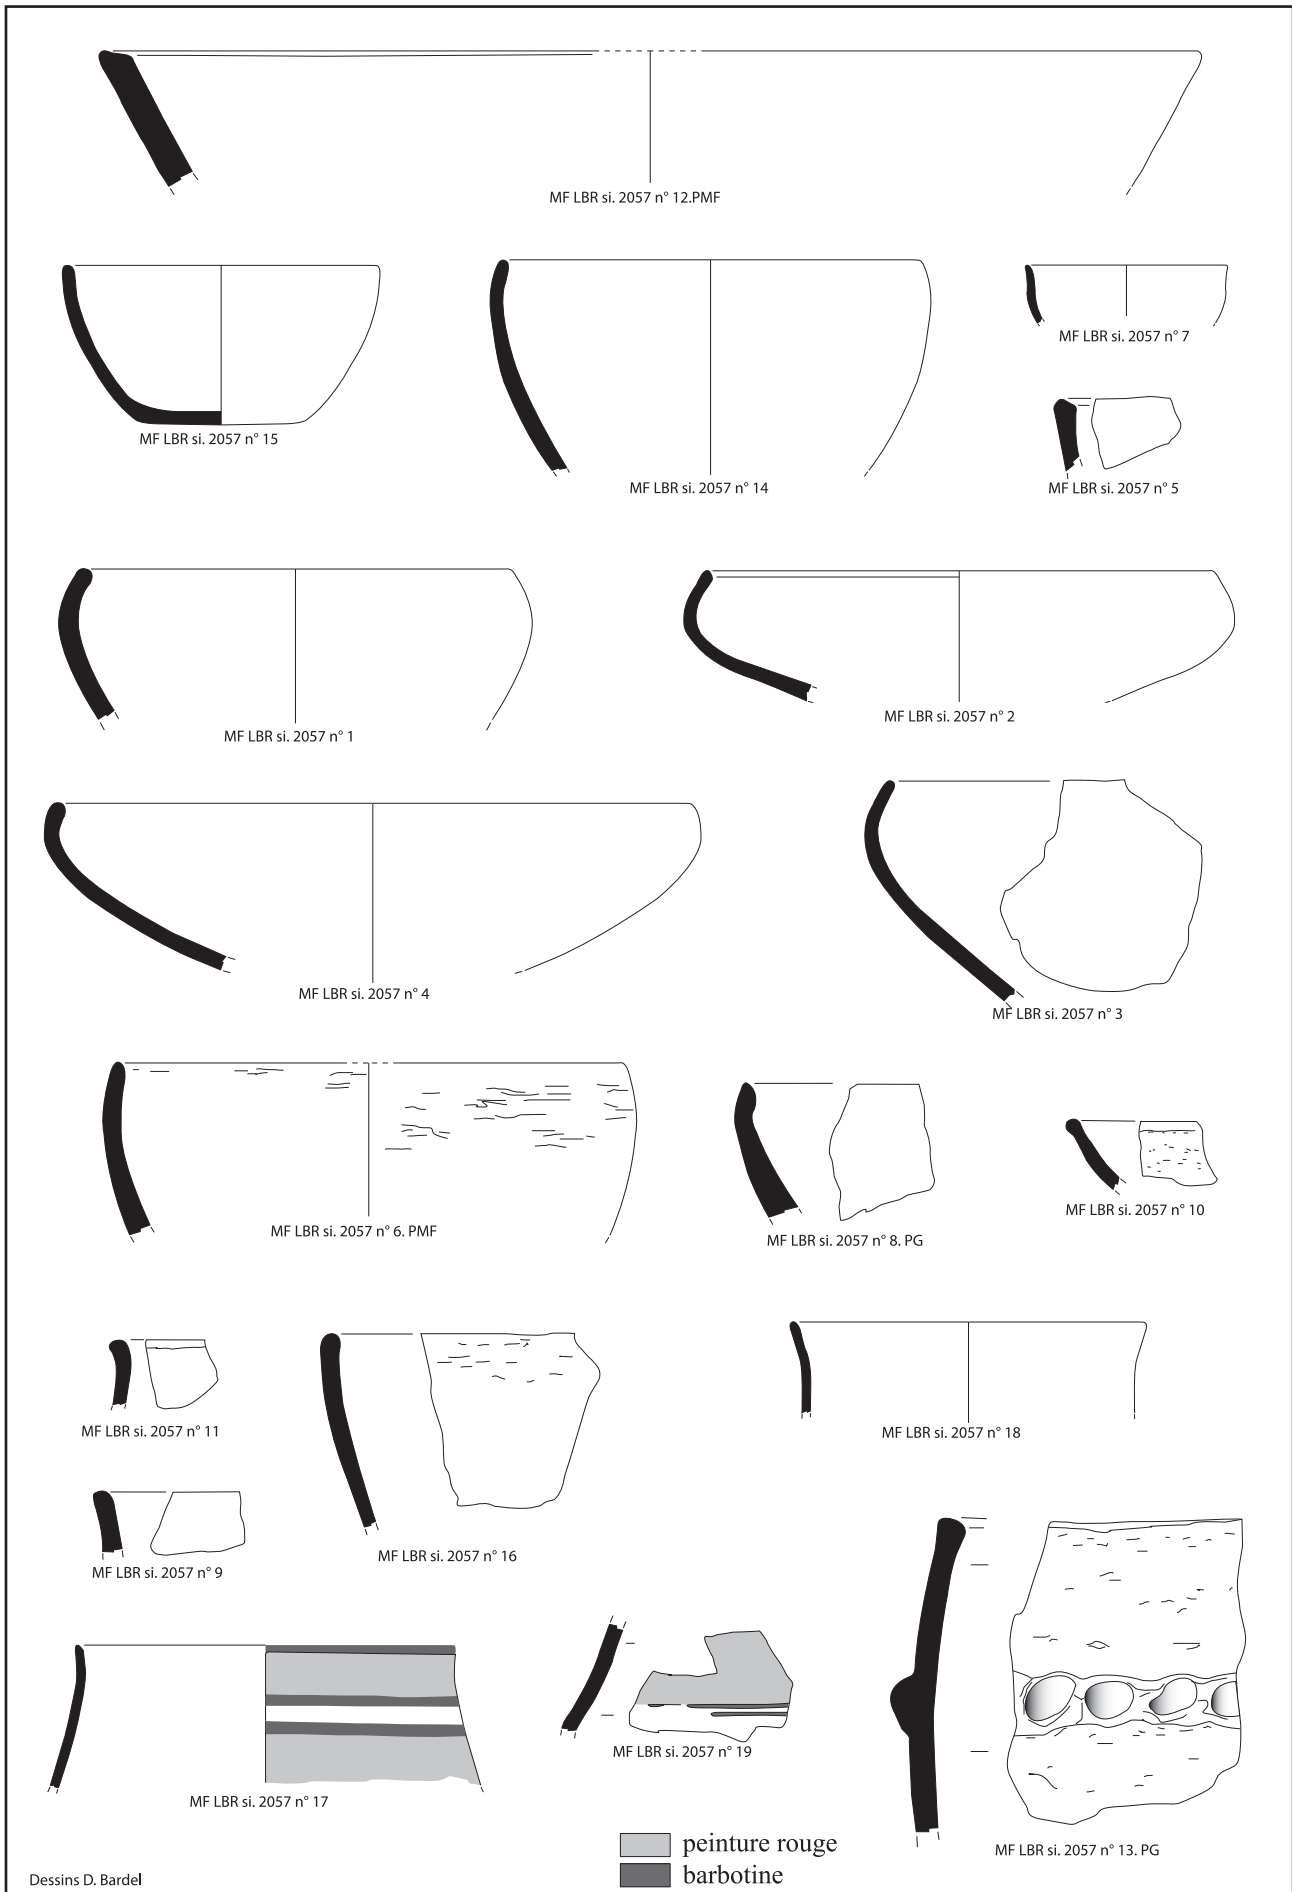 MF LBR si. 2057 n° 12.PMF
MF LBR si. 2057 n° 15
MF LBR si. 2057 n° 14
MF LBR si. 2057 n° 7
MF LBR si. 2057 n° 5
MF LBR si. 2057 n° 1
MF LBR si. 2057 n° 2
MF LBR si. 2057 n° 4
MF LBR si. 2057 n° 3
MF LBR si. 2057 n° 6. PMF
MF LBR si. 2057 n° 8. PG
MF LBR si. 2057 n° 10
MF LBR si. 2057 n° 11
MF LBR si. 2057 n° 16
MF LBR si. 2057 n° 18
MF LBR si. 2057 n° 9
MF LBR si. 2057 n° 17
MF LBR si. 2057 n° 19
MF LBR si. 2057 n° 13. PG
peinture rouge
barbotine
Dessins D. Bardel